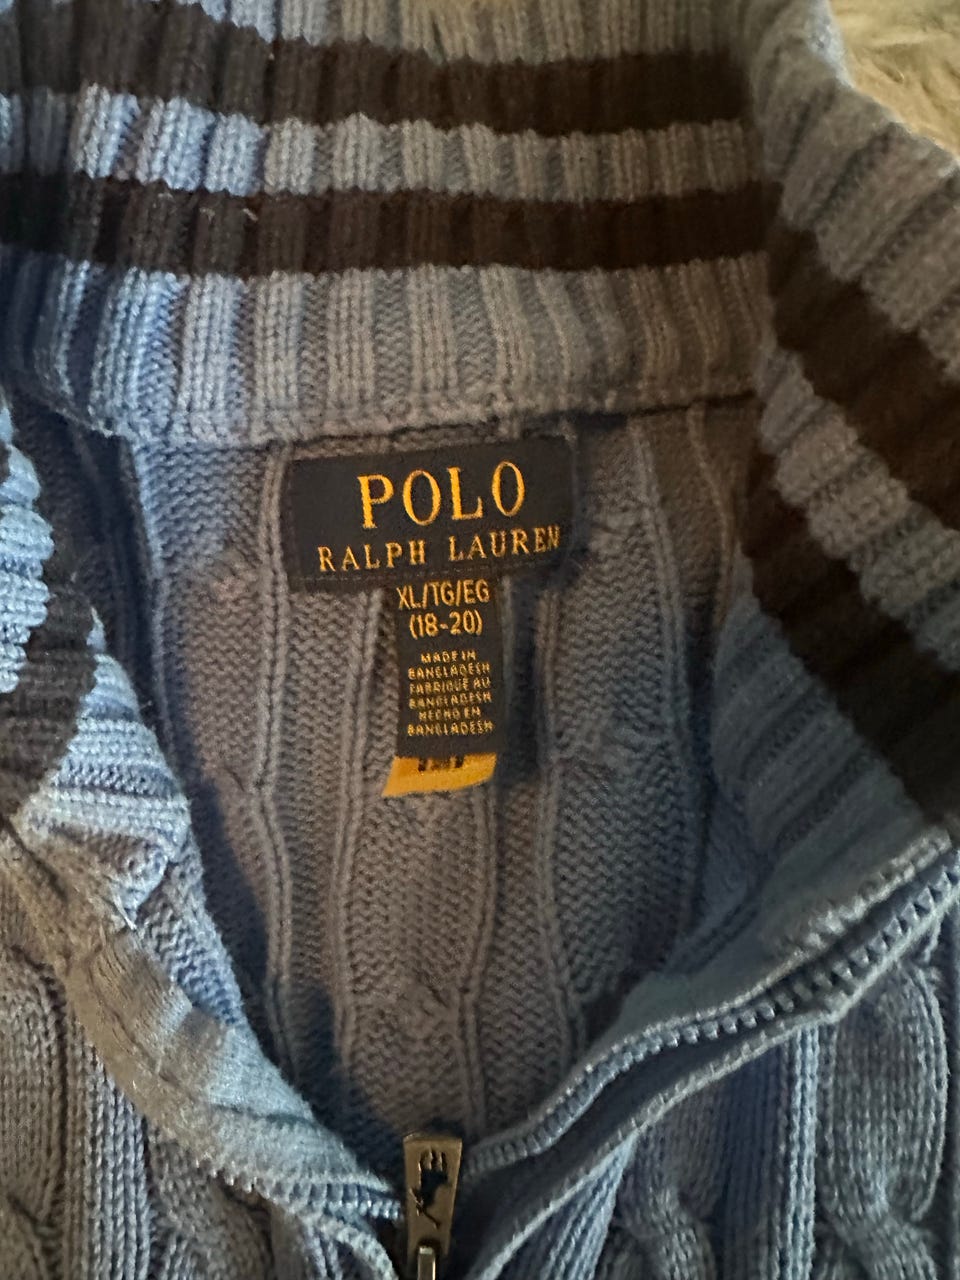 POLO
RALPH LAUREN
XL/TG/EG
(18-20)
MADE IN
BANGLADESH
FABRIQUÉ AU
BANGLADESH
HECHO EN
BANGLADESH